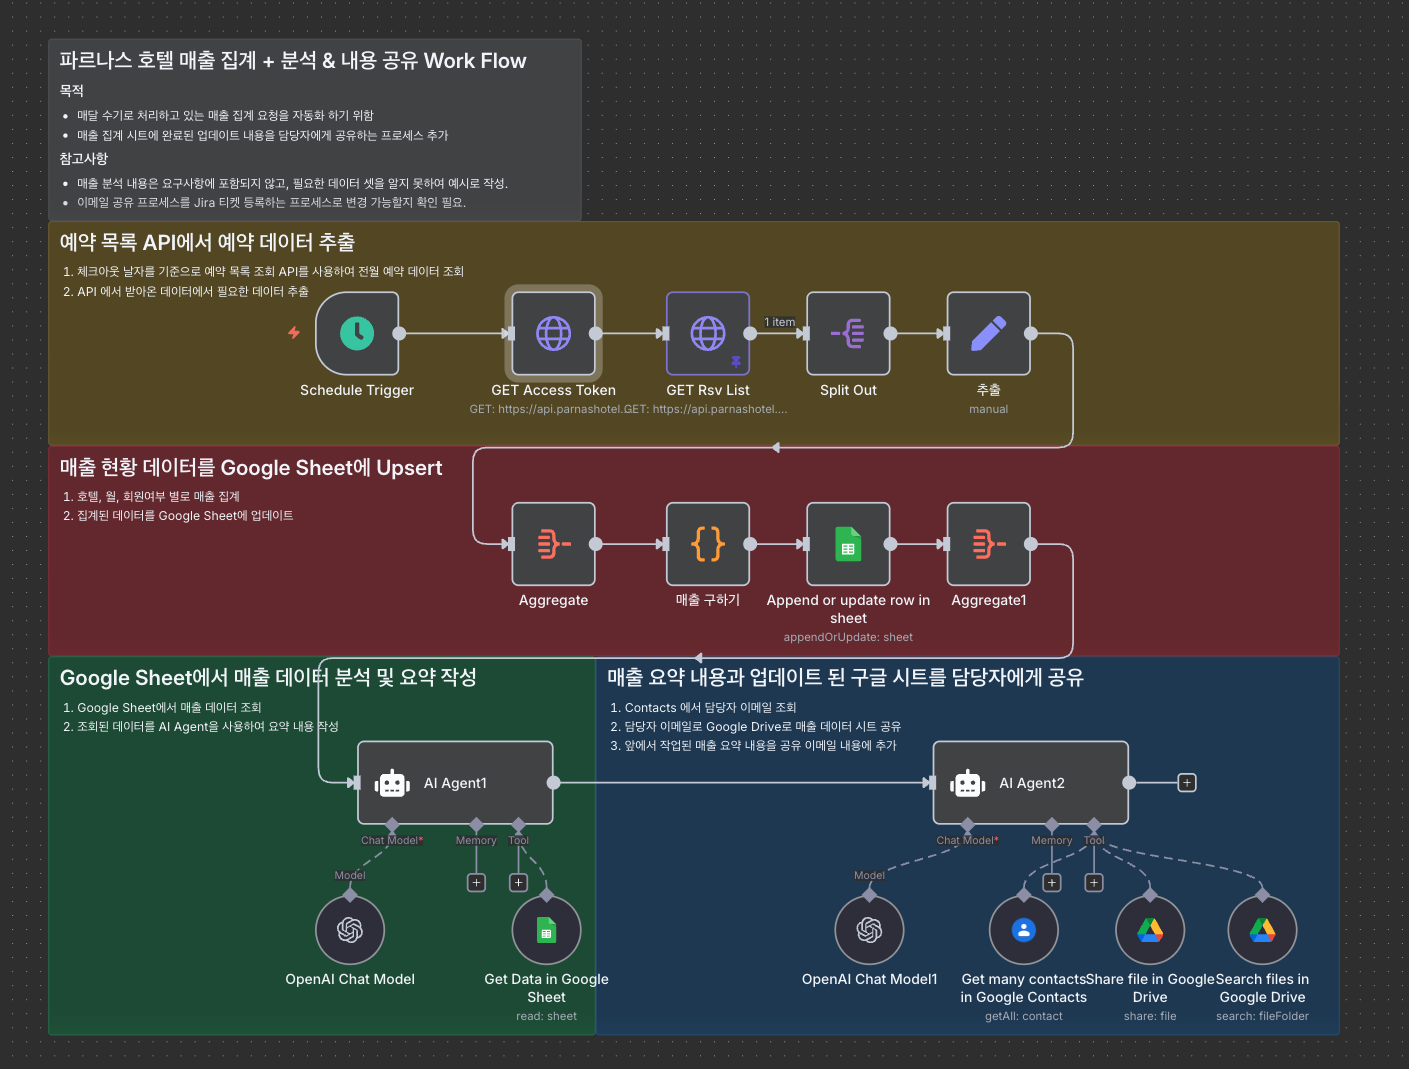 파르나스 호텔 매출 집계 + 분석 & 내용 공유 Work Flow
목적
• 매달 수기로 처리하고 있는 매출 집계 요청을 자동화 하기 위함
• 매출 집계 시트에 완료된 업데이트 내용을 담당자에게 공유하는 프로세스 추가
참고사항
• 매출 분석 내용은 요구사항에 포함되지 않고, 필요한 데이터 셋을 알지 못하여 예시로 작성.
• 이메일 공유 프로세스를 Jira 티켓 등록하는 프로세스로 변경 가능할지 확인 필요.
예약 목록 API에서 예약 데이터 추출
1. 체크아웃 날자를 기준으로 예약 목록 조회 API를 사용하여 전월 예약 데이터 조회
2. API 에서 받아온 데이터에서 필요한 데이터 추출
1 item
Schedule Trigger
GET Access Token
GET: https://api.parnashotel.…
GET Rsv List
GET: https://api.parnashotel.…
Split Out
추출
manual
매출 현황 데이터를 Google Sheet에 Upsert
1. 호텔, 월, 회원여부 별로 매출 집계
2. 집계된 데이터를 Google Sheet에 업데이트
Aggregate
매출 구하기
Append or update row in
sheet
appendOrUpdate: sheet
Aggregate1
Google Sheet에서 매출 데이터 분석 및 요약 작성
1. Google Sheet에서 매출 데이터 조회
2. 조회된 데이터를 AI Agent을 사용하여 요약 내용 작성
AI Agent1
Chat Model*
Memory
Tool
Model
OpenAI Chat Model
Get Data in Google
Sheet
read: sheet
매출 요약 내용과 업데이트 된 구글 시트를 담당자에게 공유
1. Contacts 에서 담당자 이메일 조회
2. 담당자 이메일로 Google Drive로 매출 데이터 시트 공유
3. 앞에서 작업된 매출 요약 내용을 공유 이메일 내용에 추가
AI Agent2
Chat Model*
Memory
Tool
Model
OpenAI Chat Model1
Get many contacts
in Google Contacts
getAll: contact
Share file in Google
Drive
share: file
Search files in
Google Drive
search: fileFolder